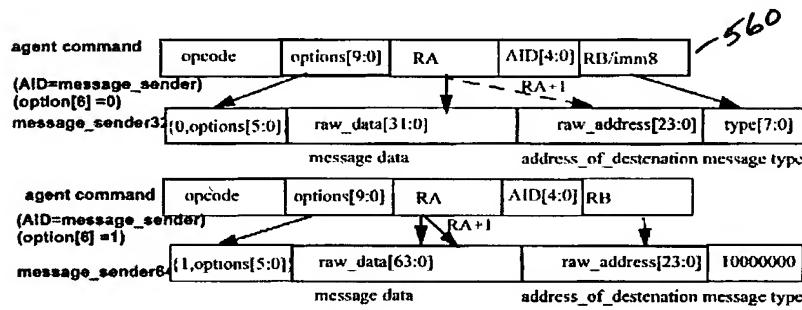 560
agent command opcode options[9:0] RA AID[4:0] RB/imm8
(AID=message_sender)
(option[6] =0)
RA+1
message_sender32 {0,options[5:0]} raw_data[31:0] raw_address[23:0] type[7:0]
message data address_of_destenation message type
agent command opcode options[9:0] RA AID[4:0] RB
(AID=message_sender)
(option[6] =1)
RA+1
message_sender64 {1,options[5:0]} raw_data[63:0] raw_address[23:0] 10000000
message data address_of_destenation message type